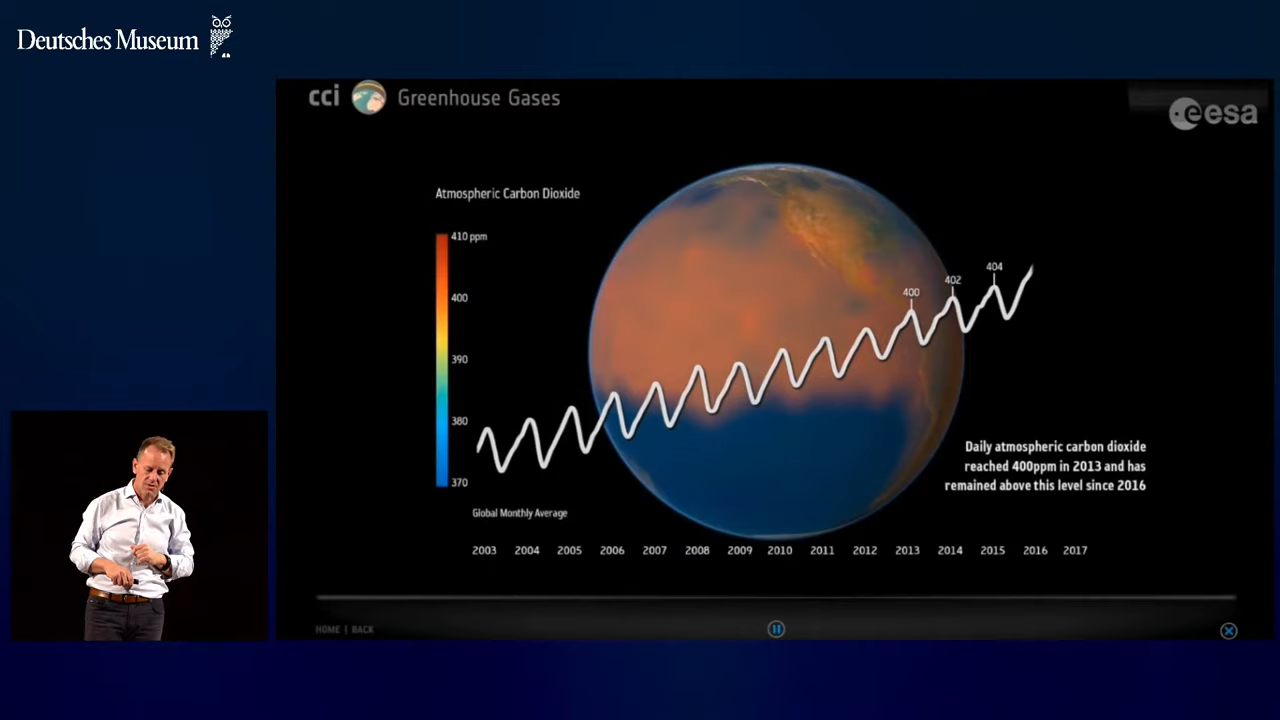 Deutsches Museum
cci Greenhouse Gases
esa
Atmospheric Carbon Dioxide
410 ppm
400
390
380
370
400
402
404
Daily atmospheric carbon dioxide
reached 400ppm in 2013 and has
remained above this level since 2016
Global Monthly Average
2003 2004 2005 2006 2007 2008 2009 2010 2011 2012 2013 2014 2015 2016 2017
HOME | BACK